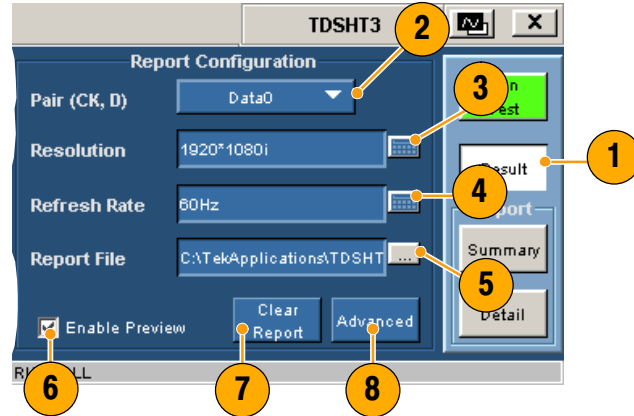 TDSHT3
X
2
Report Configuration
Pair (CK, D)
Data0
3
Resolution
1920*1080i
Result
1
Refresh Rate
60Hz
4
Report File
C:\TekApplications\TDSHT
...
Summary
5
Enable Preview
Clear
Report
Advanced
Detail
6
7
8